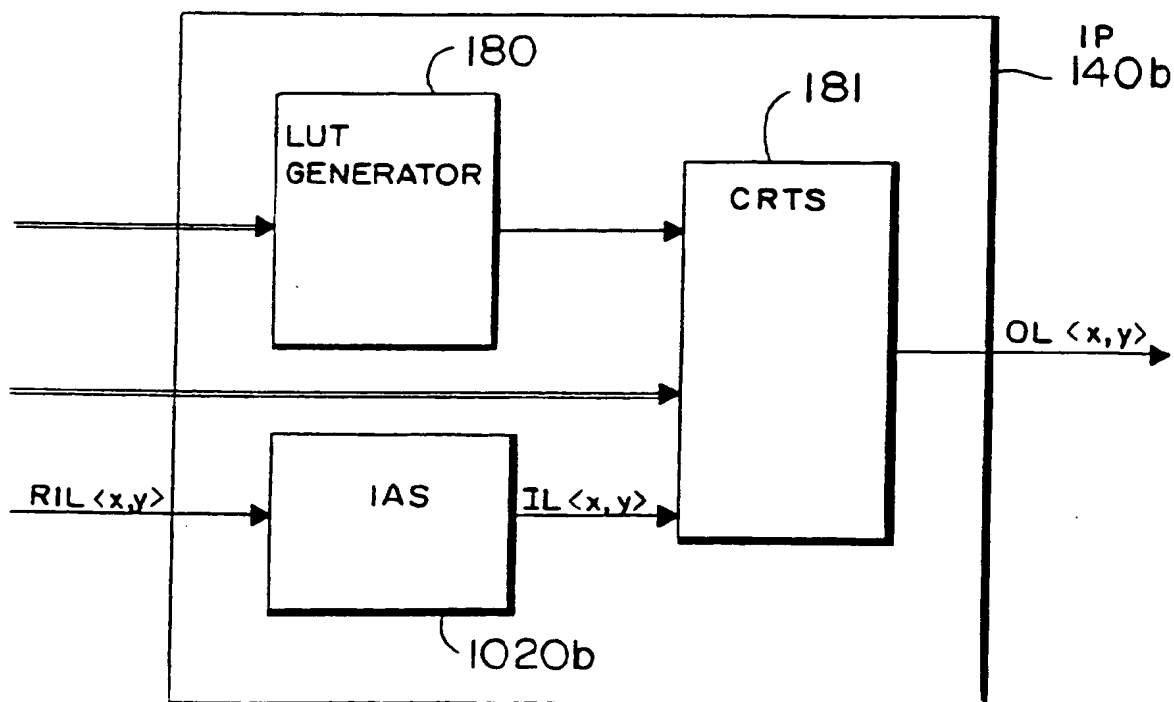 IP
140b
180
181
LUT
GENERATOR
CRTS
OL <x,y>
RIL <x,y>
IAS
IL <x,y>
1020b